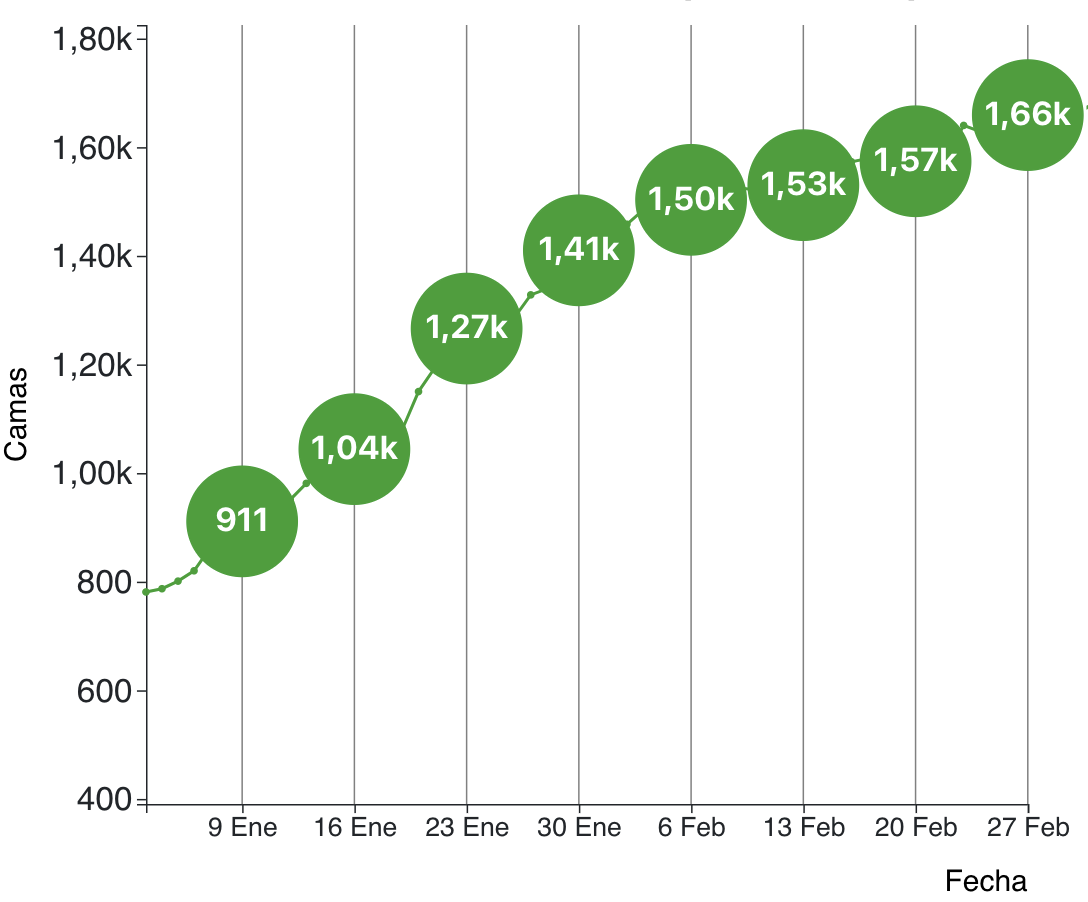 1,80k
1,60k
1,40k
1,20k
1,00k
800
600
400
Camas
911
1,04k
1,27k
1,41k
1,50k
1,53k
1,57k
1,66k
9 Ene
16 Ene
23 Ene
30 Ene
6 Feb
13 Feb
20 Feb
27 Feb
Fecha